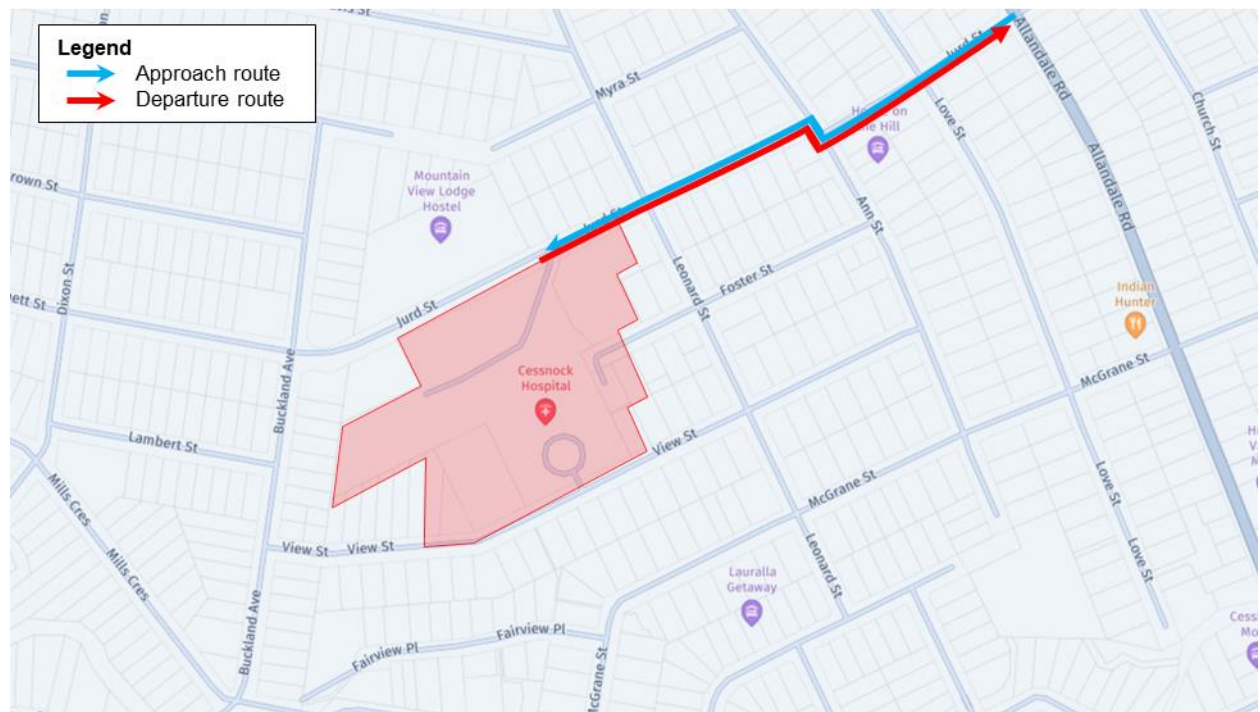 Legend
Approach route
Departure route
Jurd St
Allandale Rd
Myra St
Church St
Love St
Allandale Rd
Mountain
View Lodge
Hostel
Ann St
Jurd St
Leonard St
Foster St
Dixon St
Jurd St
Indian
Hunter
Cessnock
Hospital
McGrane St
Buckland Ave
Lambert St
View St
McGrane St
Love St
Mills Cres
View St
View St
Mills Cres
Leonard St
Love St
Lauralla
Getaway
Buckland Ave
Fairview Pl
Fairview Pl
McGrane St